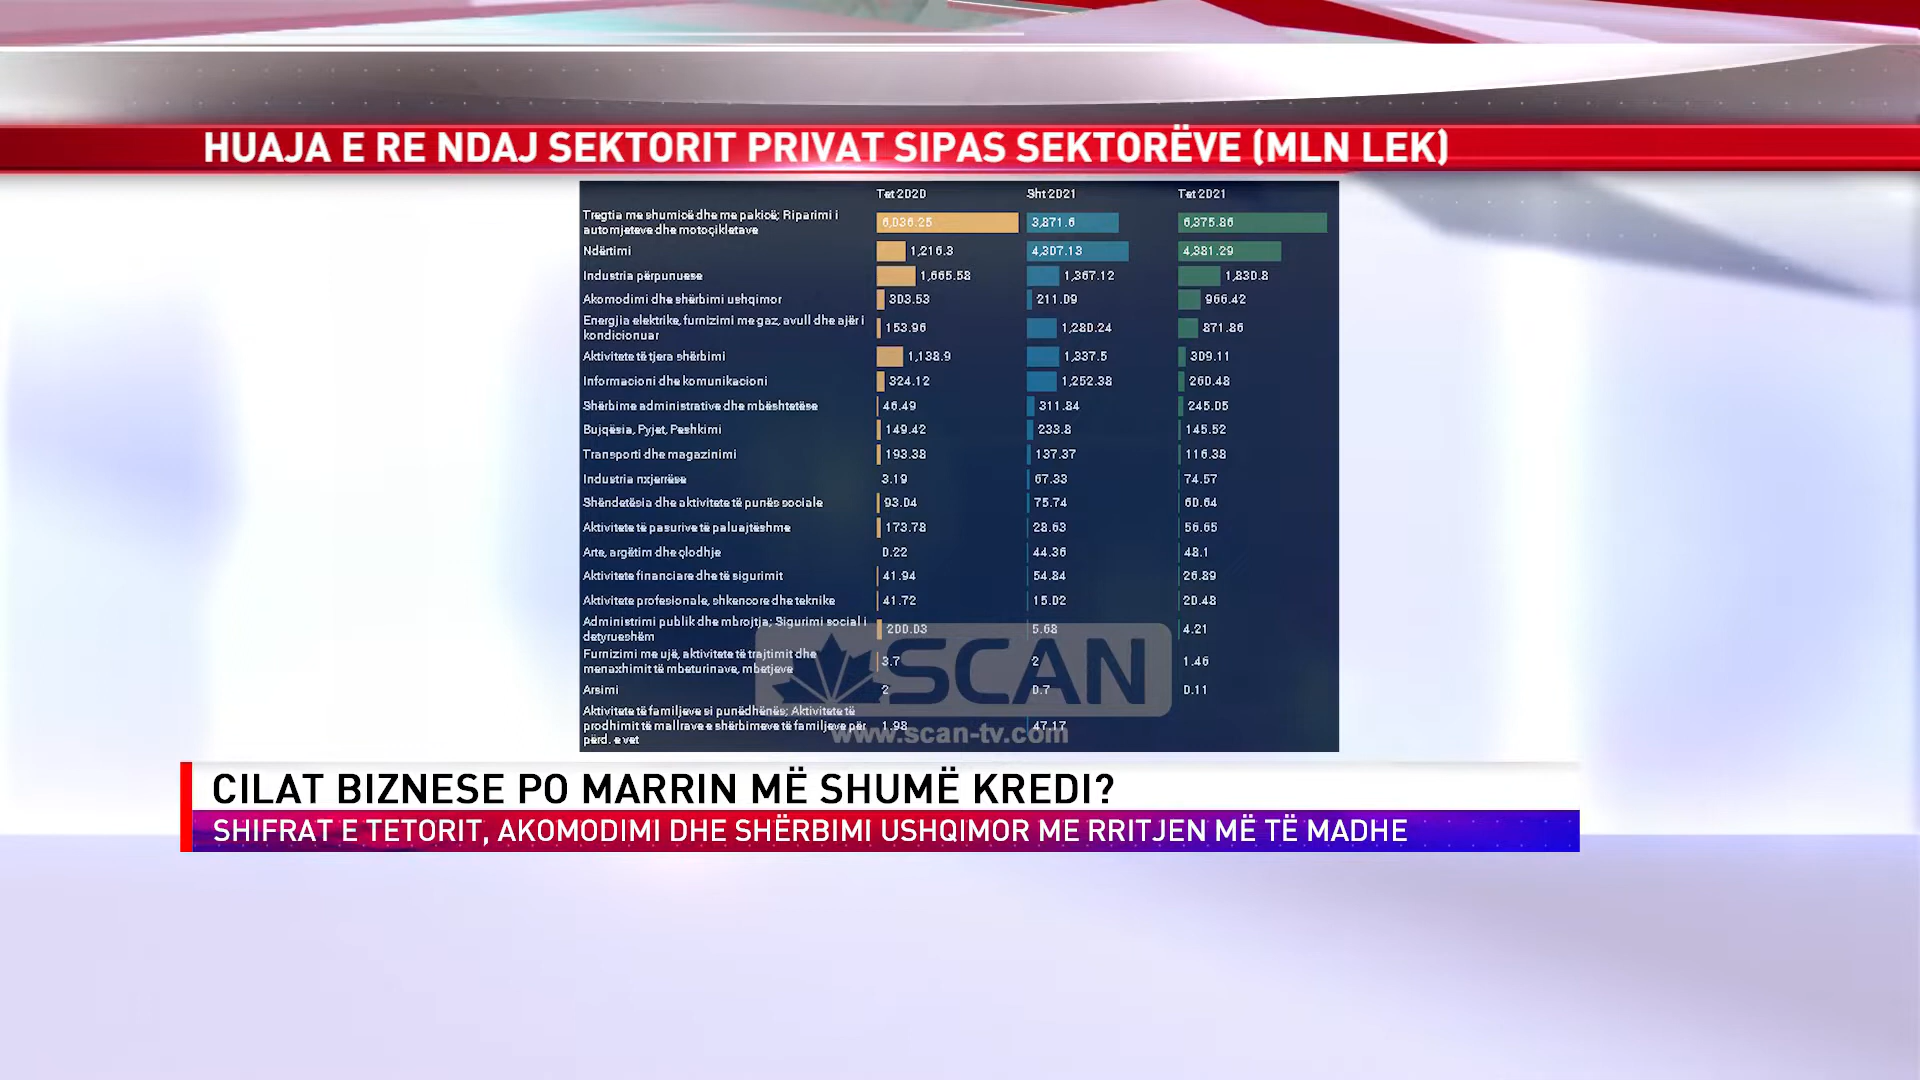 HUAJA E RE NDAJ SEKTORIT PRIVAT SIPAS SEKTORËVE (MLN LEK)
Tet 2020 Sht 2021 Tet 2021
Tregtia me shumicë dhe me pakicë; Riparimi i
automjeteve dhe motoçikletave 6,036.25 3,871.6 6,375.86
Ndërtimi 1,216.3 4,307.13 4,381.29
Industria përpunuese 1,665.58 1,367.12 1,830.8
Akomodimi dhe shërbimi ushqimor 303.53 211.09 966.42
Energjia elektrike, furnizimi me gaz, avull dhe ajër i
kondicionuar 153.96 1,280.24 871.86
Aktivitete të tjera shërbimi 1,138.9 1,337.5 309.11
Informacioni dhe komunikacioni 324.12 1,252.38 260.48
Shërbime administrative dhe mbështetëse 46.49 311.84 245.05
Bujqësia, Pyjet, Peshkimi 149.42 233.8 145.52
Transporti dhe magazinimi 193.38 137.37 116.38
Industria nxjerrëse 3.19 67.33 74.57
Shëndetësia dhe aktivitete të punës sociale 93.04 75.74 60.64
Aktivitete të pasurive të paluajtëshme 173.78 28.63 56.65
Arte, argëtim dhe çlodhje 0.22 44.36 48.1
Aktivitete financiare dhe të sigurimit 41.94 54.84 26.89
Aktivitete profesionale, shkencore dhe teknike 41.72 15.02 20.48
Administrimi publik dhe mbrojtja; Sigurimi social i
detyrueshëm 200.03 5.68 4.21
Furnizimi me ujë, aktivitete të trajtimit dhe
menaxhimit të mbeturinave, mbetjeve 3.7 2 1.46
Arsimi 2 0.7 0.11
Aktivitete të familjeve si punëdhënës; Aktivitete të
prodhimit të mallrave e shërbimeve të familjeve për
përd. e vet 1.98 47.17
SCAN
www.scan-tv.com
CILAT BIZNESE PO MARRIN MË SHUMË KREDI?
SHIFRAT E TETORIT, AKOMODIMI DHE SHËRBIMI USHQIMOR ME RRITJEN MË TË MADHE